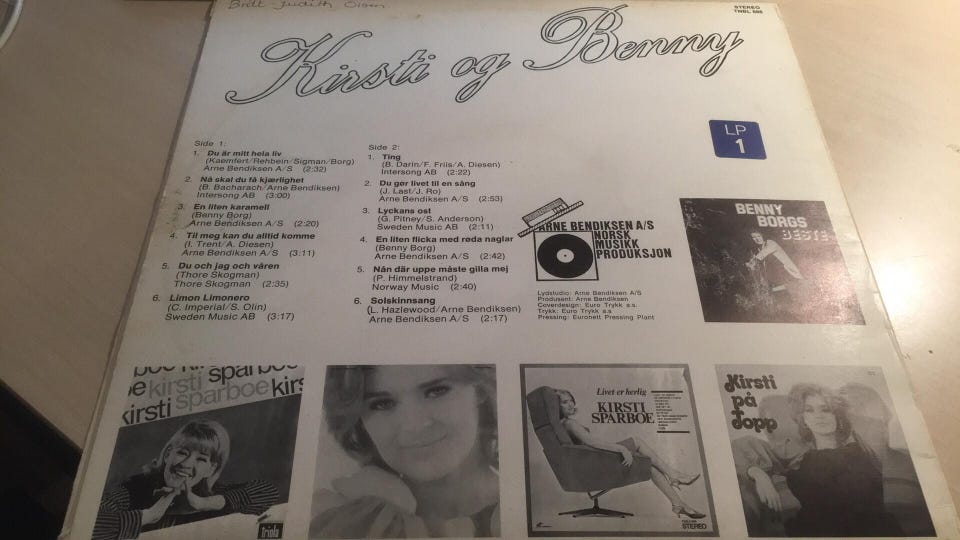 Britt-Judith Olsen
STEREO
TNBL 606
Kirsti og Benny
LP
1
Side 1:
1. Du är mitt hela liv
(Kaemfert/Rehbein/Sigman/Borg)
Arne Bendiksen A/S (2:32)
2. Nå skal du få kjærlighet
(B. Bacharach/Arne Bendiksen)
Intersong AB (3:00)
3. En liten karamell
(Benny Borg)
Arne Bendiksen A/S (2:20)
4. Til meg kan du alltid komme
(I. Trent/A. Diesen)
Arne Bendiksen A/S (3:11)
5. Du och jag och våren
(Thore Skogman)
Thore Skogman (2:35)
6. Limon Limonero
(C. Imperial/S. Olin)
Sweden Music AB (3:17)
Side 2:
1. Ting
(B. Darin/F. Friis/A. Diesen)
Intersong AB (2:22)
2. Du gør livet til en sång
(J. Last/J. Ro)
Arne Bendiksen A/S (2:53)
3. Lyckans ost
(G. Pitney/S. Anderson)
Sweden Music AB (2:11)
4. En liten flicka med røda naglar
(Benny Borg)
Arne Bendiksen A/S (2:42)
5. Nån där uppe måste gilla mej
(P. Himmelstrand)
Norway Music (2:40)
6. Solskinnsang
(L. Hazlewood/Arne Bendiksen)
Arne Bendiksen A/S (2:17)
ARNE BENDIKSEN A/S
NORSK
MUSIKK
PRODUKSJON
Lydstudio: Arne Bendiksen A/S
Produsent: Arne Bendiksen
Coverdesign: Euro Trykk a.s
Trykk: Euro Trykk a.s
Pressing: Euronett Pressing Plant
BENNY
BORGS
BESTE
kirsti sparboe
kirsti sparboe kirs
triola
Livet er herlig
KIRSTI
SPARBOE
STEREO
Kirsti
på
topp